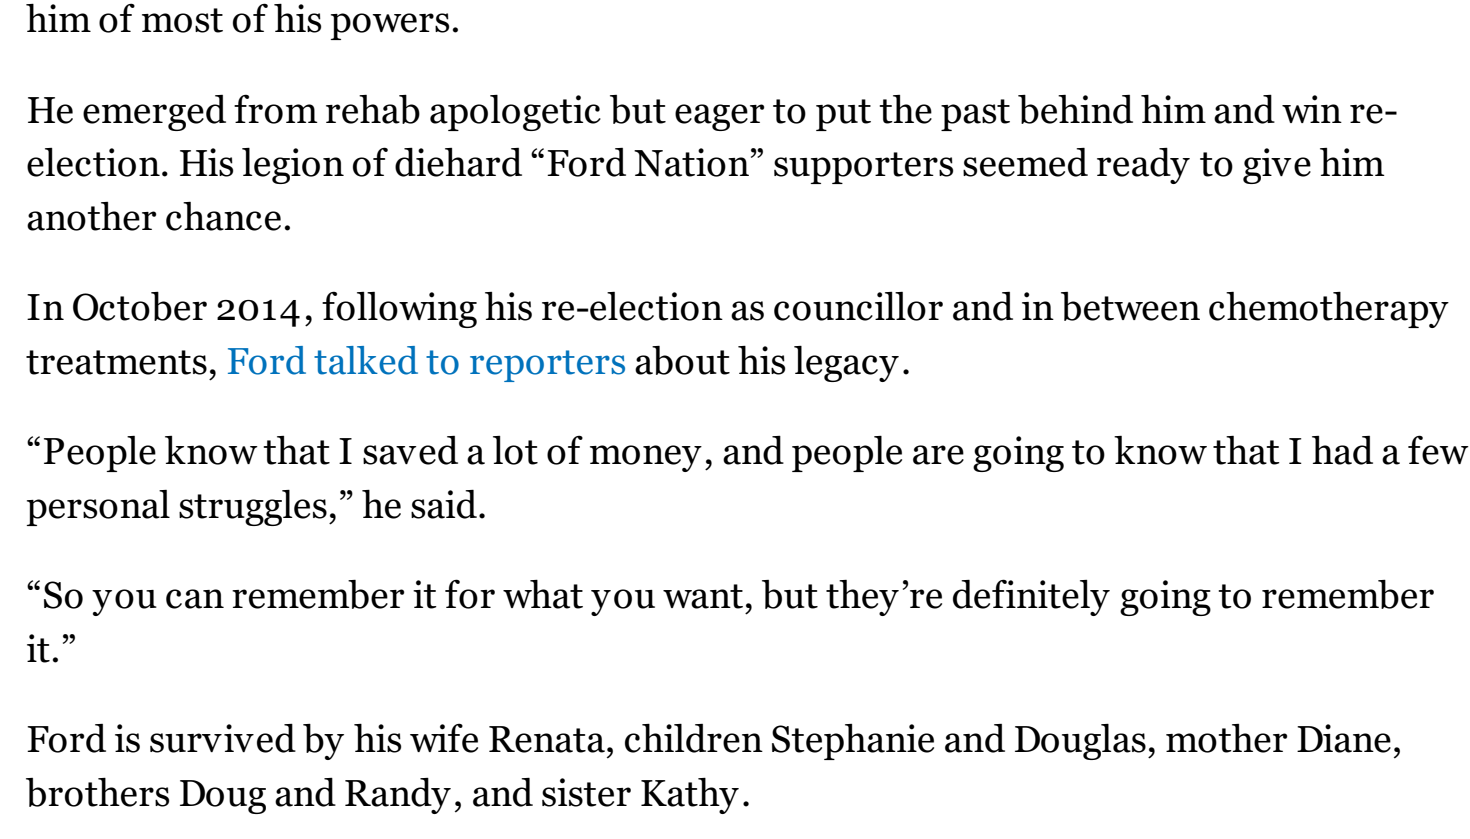 him of most of his powers.
He emerged from rehab apologetic but eager to put the past behind him and win re-
election. His legion of diehard “Ford Nation” supporters seemed ready to give him
another chance.
In October 2014, following his re-election as councillor and in between chemotherapy
treatments, Ford talked to reporters about his legacy.
“People know that I saved a lot of money, and people are going to know that I had a few
personal struggles,” he said.
“So you can remember it for what you want, but they’re definitely going to remember
it.”
Ford is survived by his wife Renata, children Stephanie and Douglas, mother Diane,
brothers Doug and Randy, and sister Kathy.